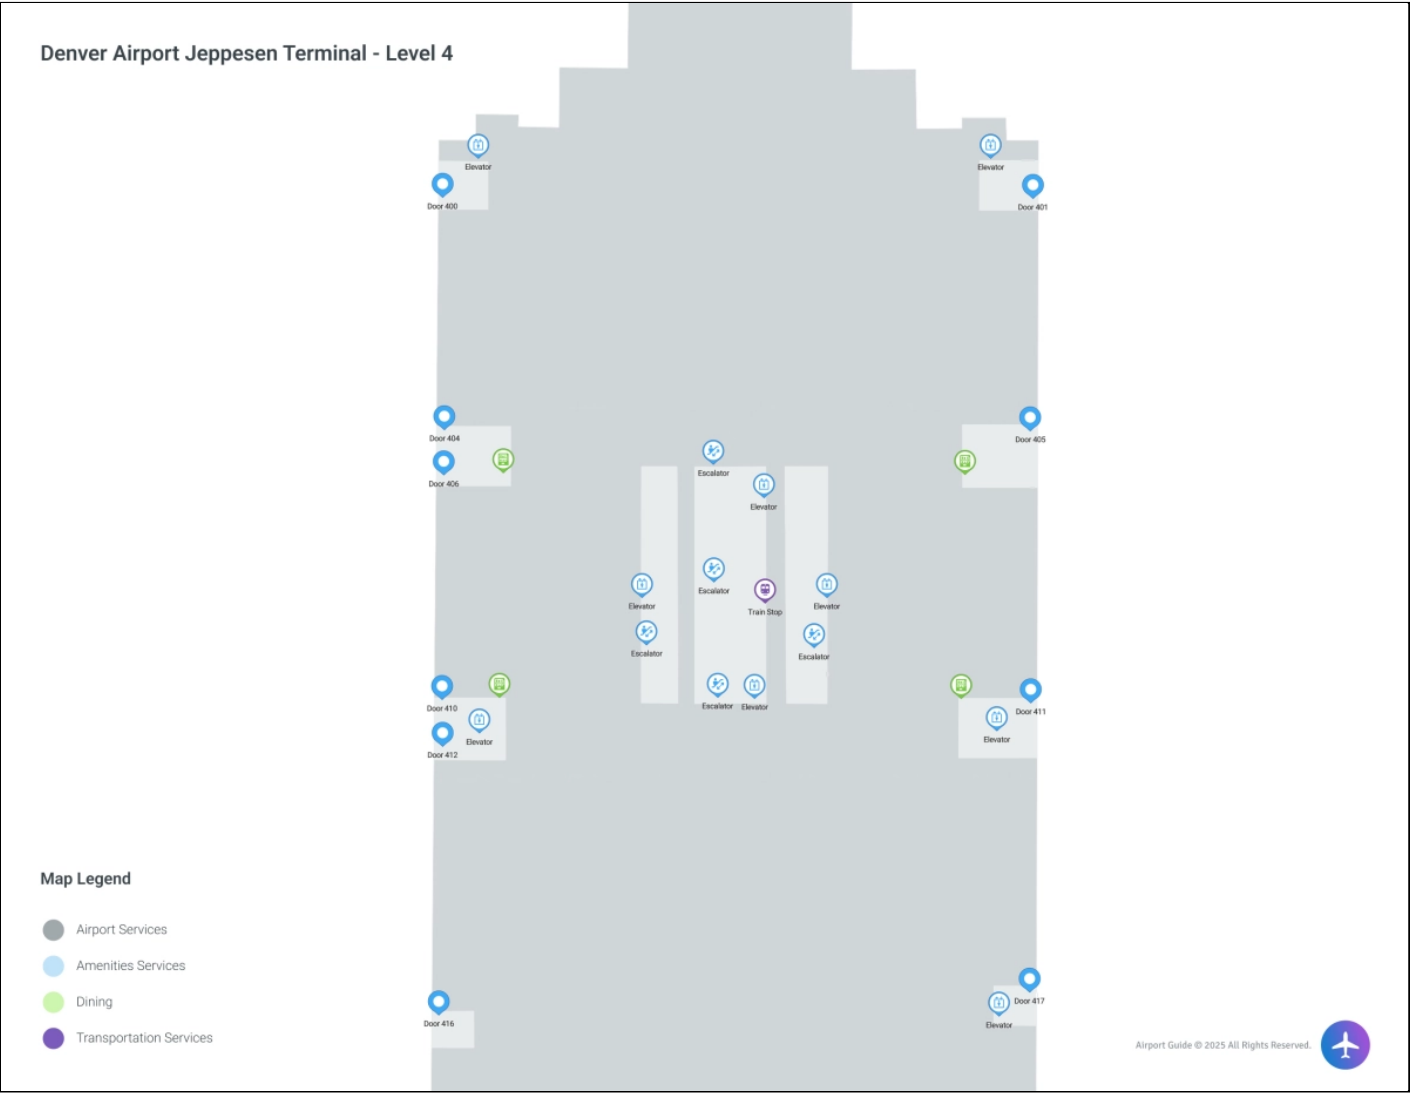 Denver Airport Jeppesen Terminal - Level 4
Elevator
Elevator
Door 400
Door 401
Door 404
Door 405
Escalator
Door 406
Elevator
Escalator
Elevator
Train Stop
Elevator
Escalator
Escalator
Door 410
Escalator
Elevator
Door 411
Elevator
Elevator
Door 412
Map Legend
Airport Services
Amenities Services
Dining
Transportation Services
Door 417
Door 416
Elevator
Airport Guide © 2025 All Rights Reserved.